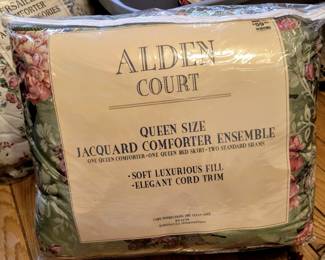 ALDEN
COURT
QUEEN SIZE
JACQUARD COMFORTER ENSEMBLE
ONE QUEEN COMFORTER · ONE QUEEN BED SKIRT · TWO STANDARD SHAMS
·SOFT LUXURIOUS FILL
·ELEGANT CORD TRIM